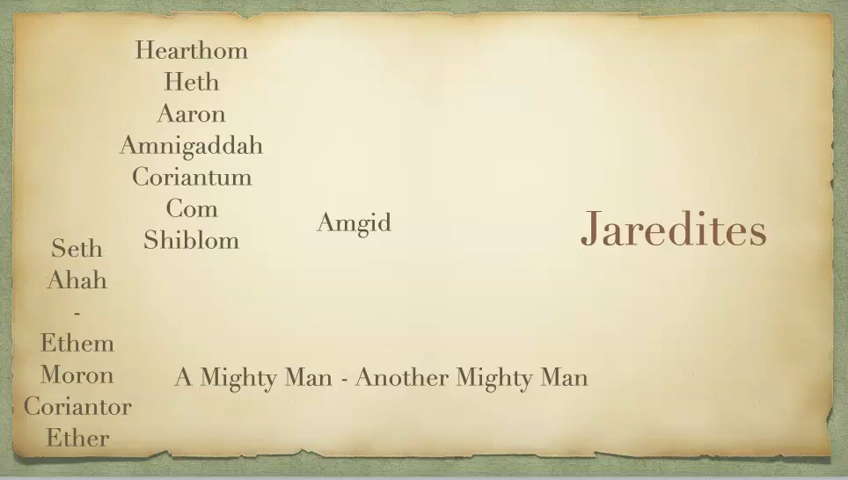 Hearthom
Heth
Aaron
Amnigaddah
Coriantum
Com
Shiblom
Amgid
Jaredites
Seth
Ahah
-
Ethem
Moron
Coriantor
Ether
A Mighty Man - Another Mighty Man